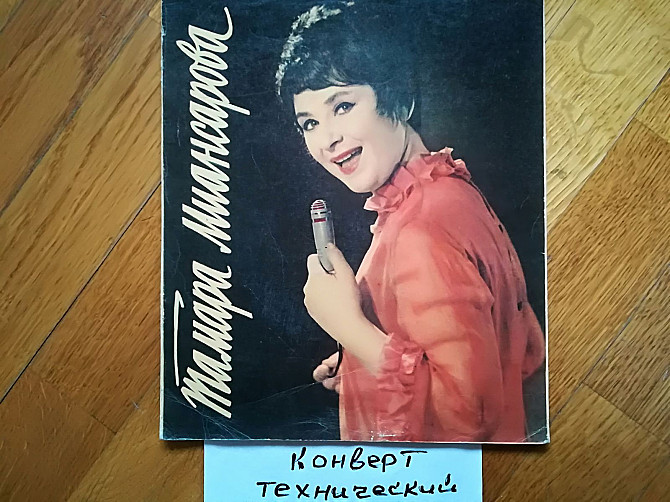 Тамара Миансарова
Конверт
технический